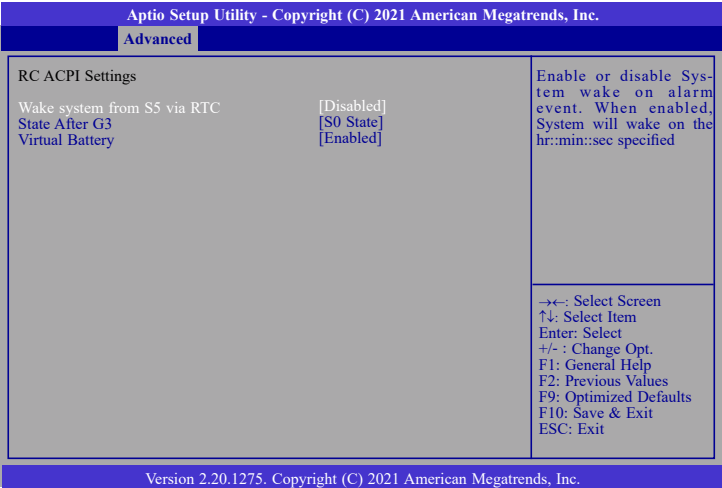 Aptio Setup Utility - Copyright (C) 2021 American Megatrends, Inc.
Advanced
RC ACPI Settings
Wake system from S5 via RTC [Disabled]
State After G3 [S0 State]
Virtual Battery [Enabled]
Enable or disable Sys-
tem wake on alarm
event. When enabled,
System will wake on the
hr::min::sec specified
→←: Select Screen
↑↓: Select Item
Enter: Select
+/- : Change Opt.
F1: General Help
F2: Previous Values
F9: Optimized Defaults
F10: Save & Exit
ESC: Exit
Version 2.20.1275. Copyright (C) 2021 American Megatrends, Inc.